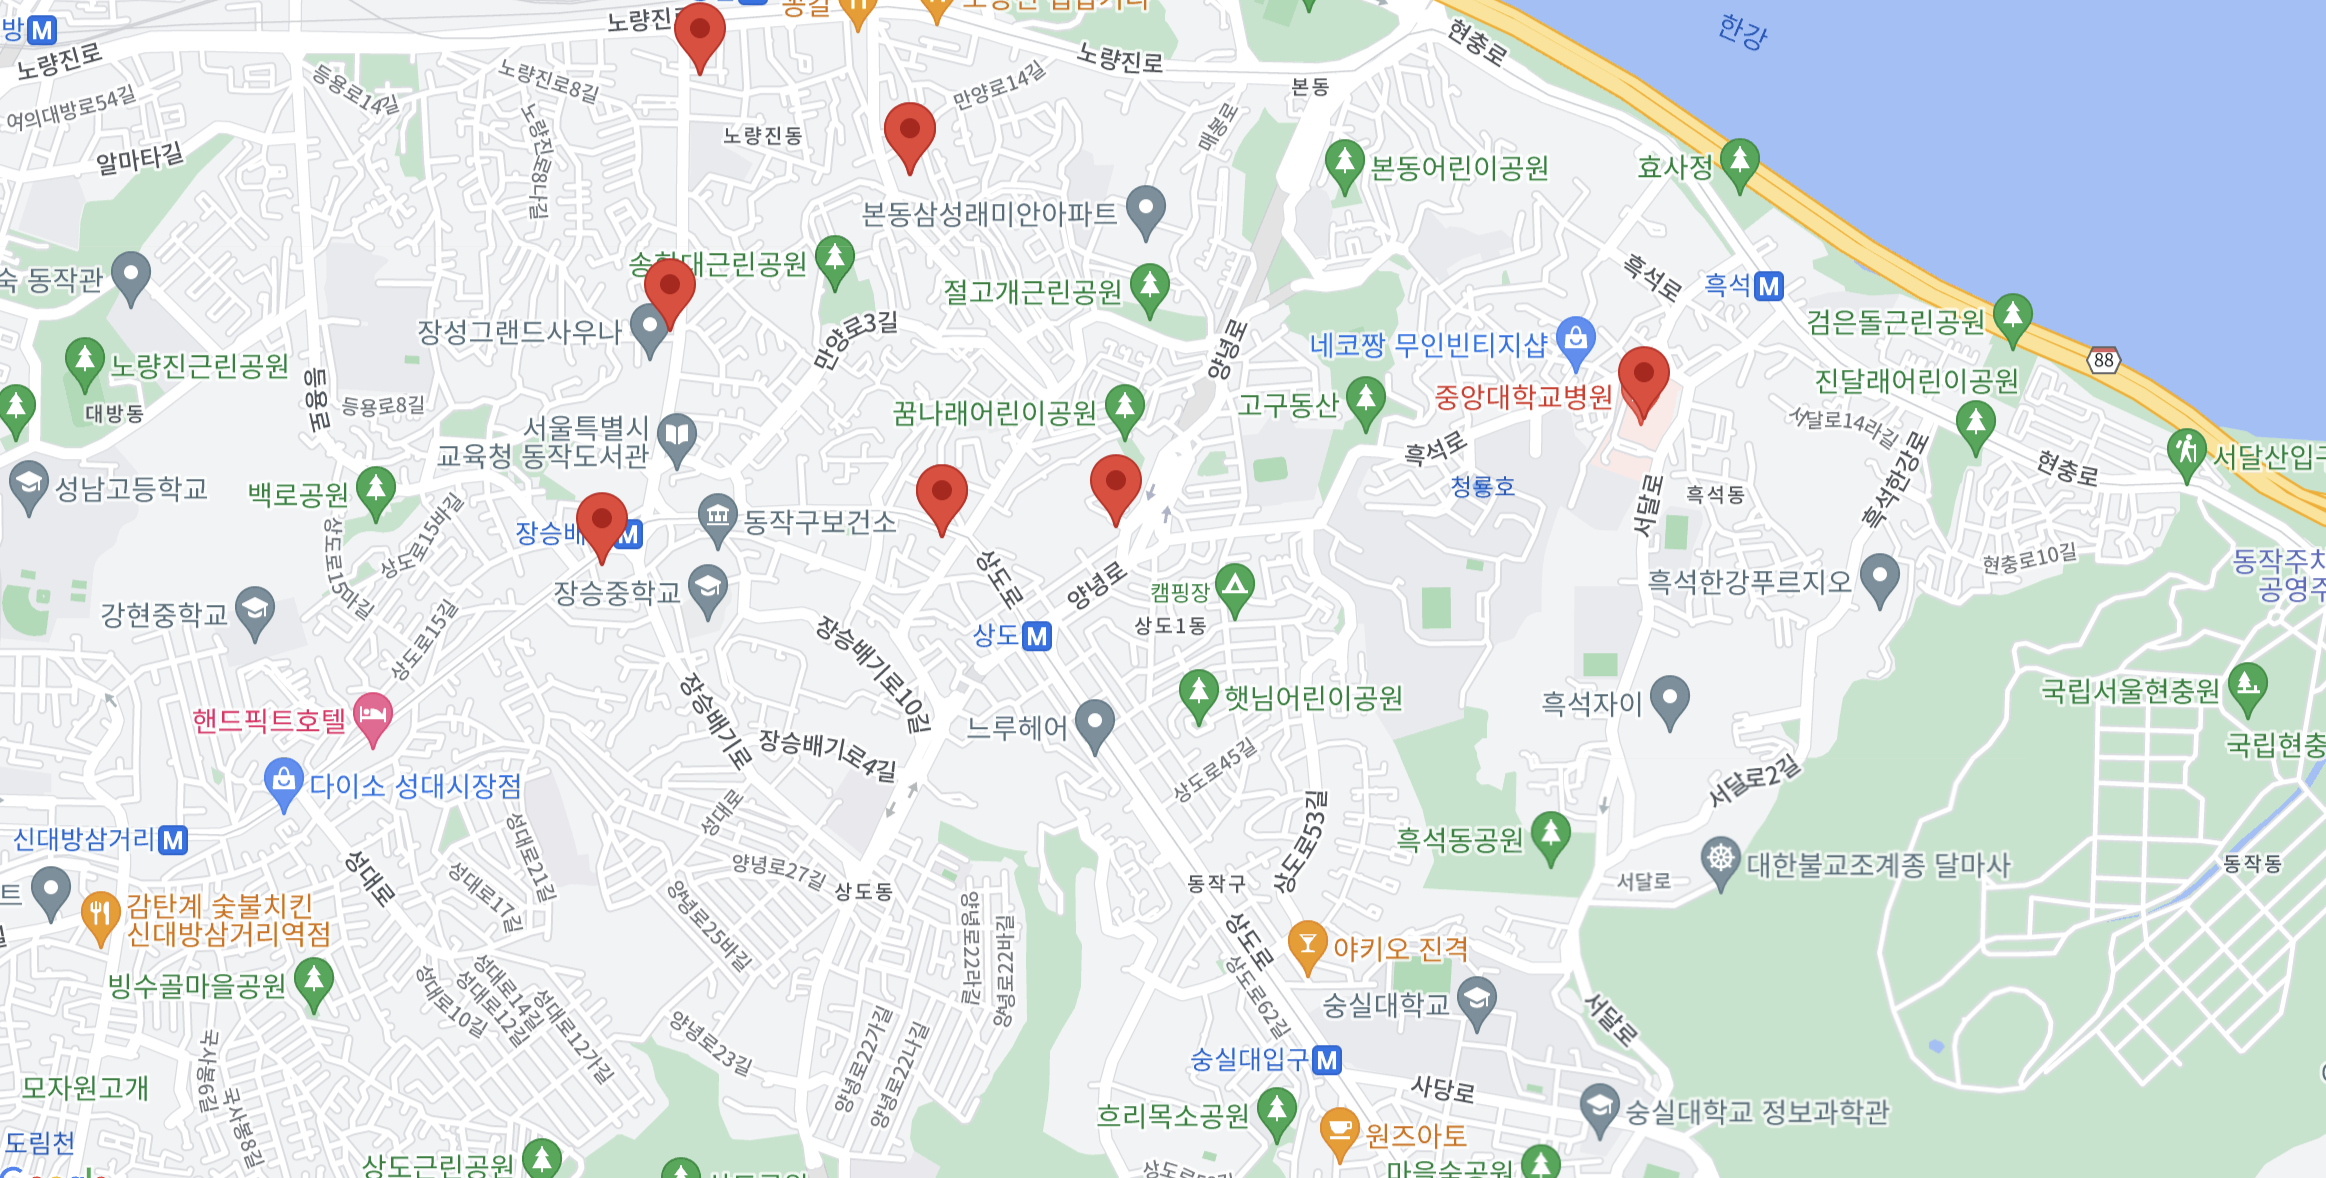 방
노량진로
노량진로
한강
현충로
여의대방로54길
등용로14길
노량진로8길
노량진로8나길
만양로14길
본동
매봉로
알마타길
노량진동
본동어린이공원
효사정
본동삼성래미안아파트
숙 동작관
절고개근린공원
흑석로
흑석
장성그랜드사우나
만양로3길
양녕로
네코짱 무인빈티지샵
검은돌근린공원
88
노량진근린공원
대방동
등용로
등용로8길
꿈나래어린이공원
고구동산
중앙대학교병원
진달래어린이공원
서달로14라길
흑석한강로
현충로
서울특별시
교육청 동작도서관
흑석로
청룡호
흑석동
서달로
성남고등학교
백로공원
상도로15바길
상도로15마길
동작구보건소
장승중학교
상도로
양녕로
캠핑장
상도1동
흑석한강푸르지오
현충로10길
강현중학교
상도로15길
상도
장승배기로10길
장승배기로
장승배기로4길
핸드픽트호텔
느루헤어
햇님어린이공원
흑석자이
국립서울현충원
서달로2길
다이소 성대시장점
신대방삼거리
성대로
성대로
성대로21길
성대로17길
상도로45길
상도로53길
흑석동공원
대한불교조계종 달마사
서달로
동작동
양녕로27길
상도동
동작구
양녕로25바길
양녕로22라길
양녕로22바길
감탄계 숯불치킨
신대방삼거리역점
빙수골마을공원
성대로14길
성대로12길
성대로10길
성대로12가길
상도로
상도로62길
야키오 진격
숭실대학교
서달로
양녕로23길
양녕로22가길
양녕로22나길
숭실대입구
사당로
모자원고개
국사봉6길
국사봉8길
흐리목소공원
원즈아토
숭실대학교 정보과학관
도림천
상도근린공원
마을숲공원